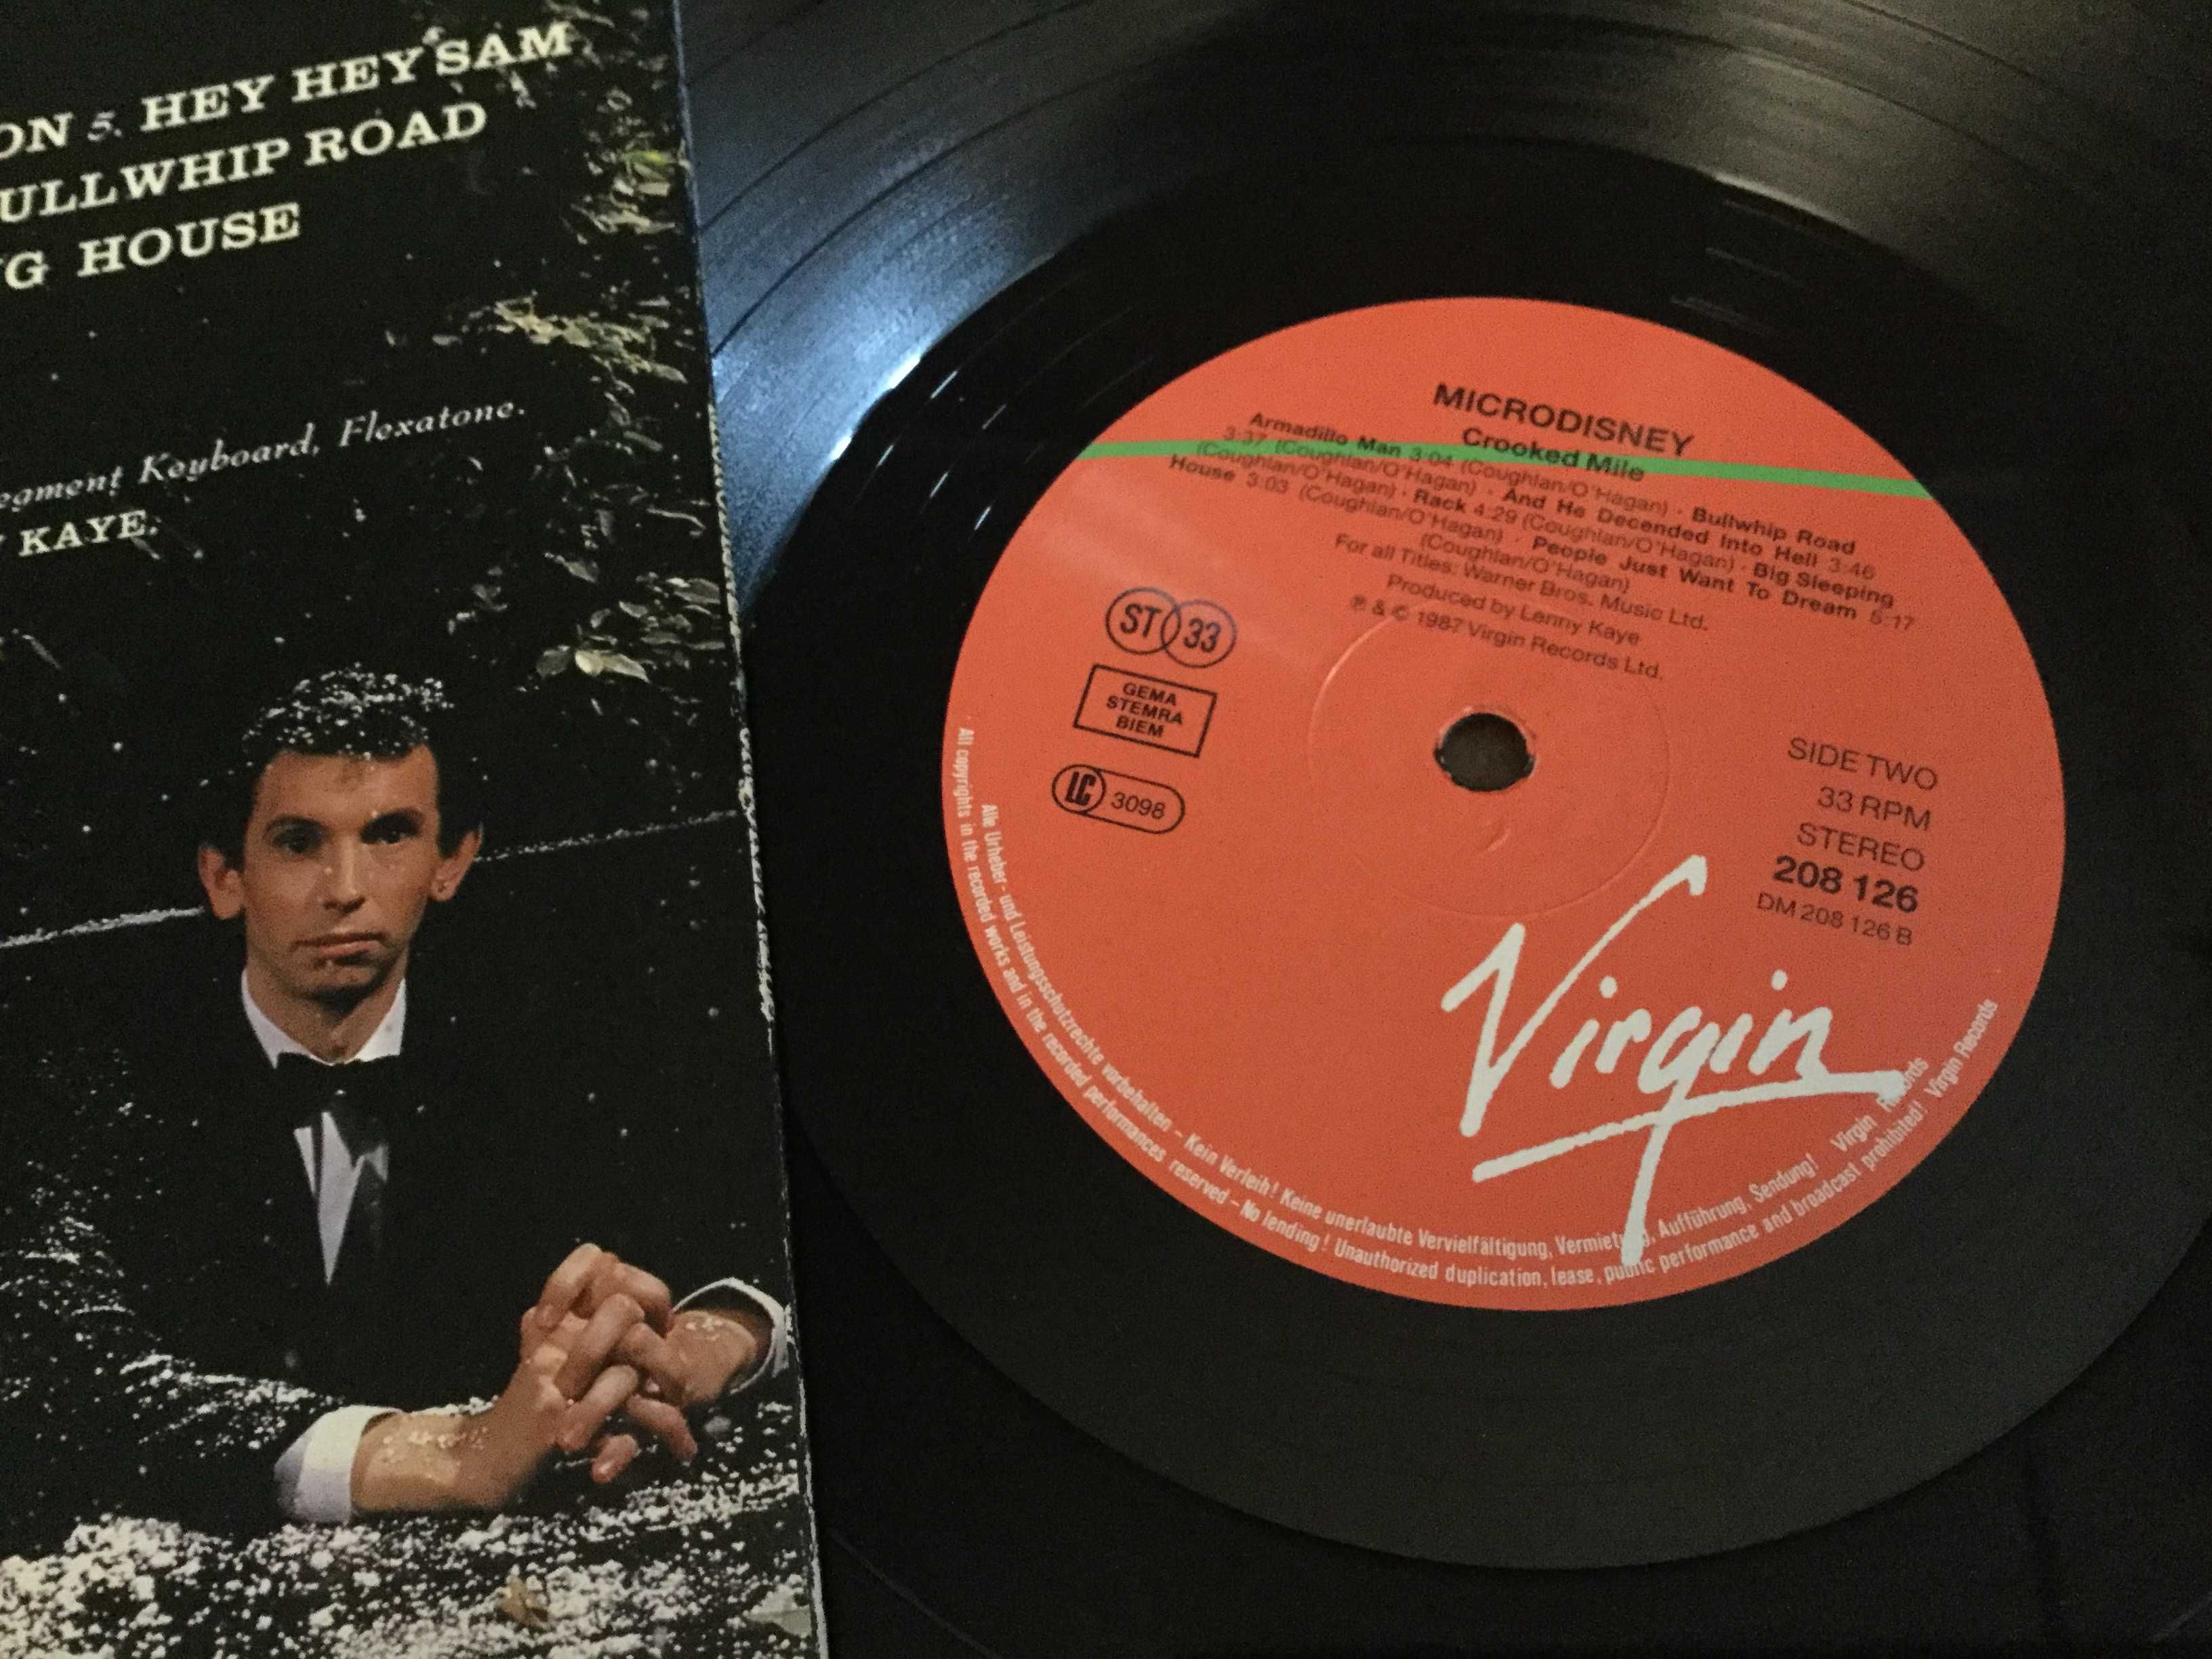 ON 5. HEY HEY SAM
ULLWHIP ROAD
G HOUSE
egment Keyboard, Flexatone.
KAYE.
MICRODISNEY
Crooked Mile
Armadillo Man 3:04 (Coughlan/O'Hagan) · Bullwhip Road
3:37 (Coughlan/O'Hagan) · And He Decended Into Hell 3:46
(Coughlan/O'Hagan) · Rack 4:29 (Coughlan/O'Hagan) · Big Sleeping
House 3:03 (Coughlan/O'Hagan) · People Just Want To Dream 5:17
(Coughlan/O'Hagan)
For all Titles: Warner Bros. Music Ltd.
Produced by Lenny Kaye
℗ & © 1987 Virgin Records Ltd.
ST 33
GEMA
STEMRA
BIEM
LC 3098
SIDE TWO
33 RPM
STEREO
208 126
DM 208 126 B
Virgin
Alle Urheber- und Leistungsschutzrechte vorbehalten – Kein Verleih! Keine unerlaubte Vervielfältigung, Vermietung, Aufführung, Sendung! Virgin Records
All copyrights in the recorded works and in the recorded performances reserved – No lending! Unauthorized duplication, lease, public performance and broadcast prohibited! Virgin Records